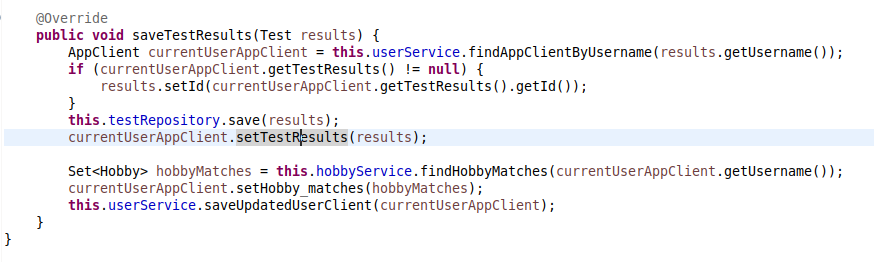 @Override
public void saveTestResults(Test results) {
AppClient currentUserAppClient = this.userService.findAppClientByUsername(results.getUsername());
if (currentUserAppClient.getTestResults() != null) {
results.setId(currentUserAppClient.getTestResults().getId());
}
this.testRepository.save(results);
currentUserAppClient.setTestResults(results);
Set<Hobby> hobbyMatches = this.hobbyService.findHobbyMatches(currentUserAppClient.getUsername());
currentUserAppClient.setHobby_matches(hobbyMatches);
this.userService.saveUpdatedUserClient(currentUserAppClient);
}
}